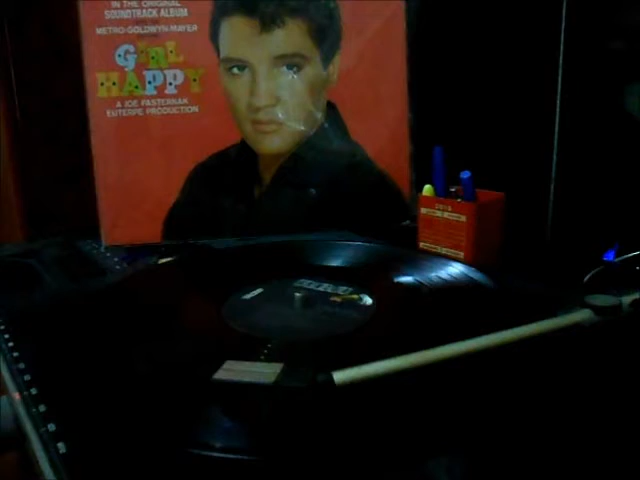 IN THE ORIGINAL
SOUNDTRACK ALBUM
METRO-GOLDWYN-MAYER
GIRL
HAPPY
A JOE PASTERNAK
EUTERPE PRODUCTION